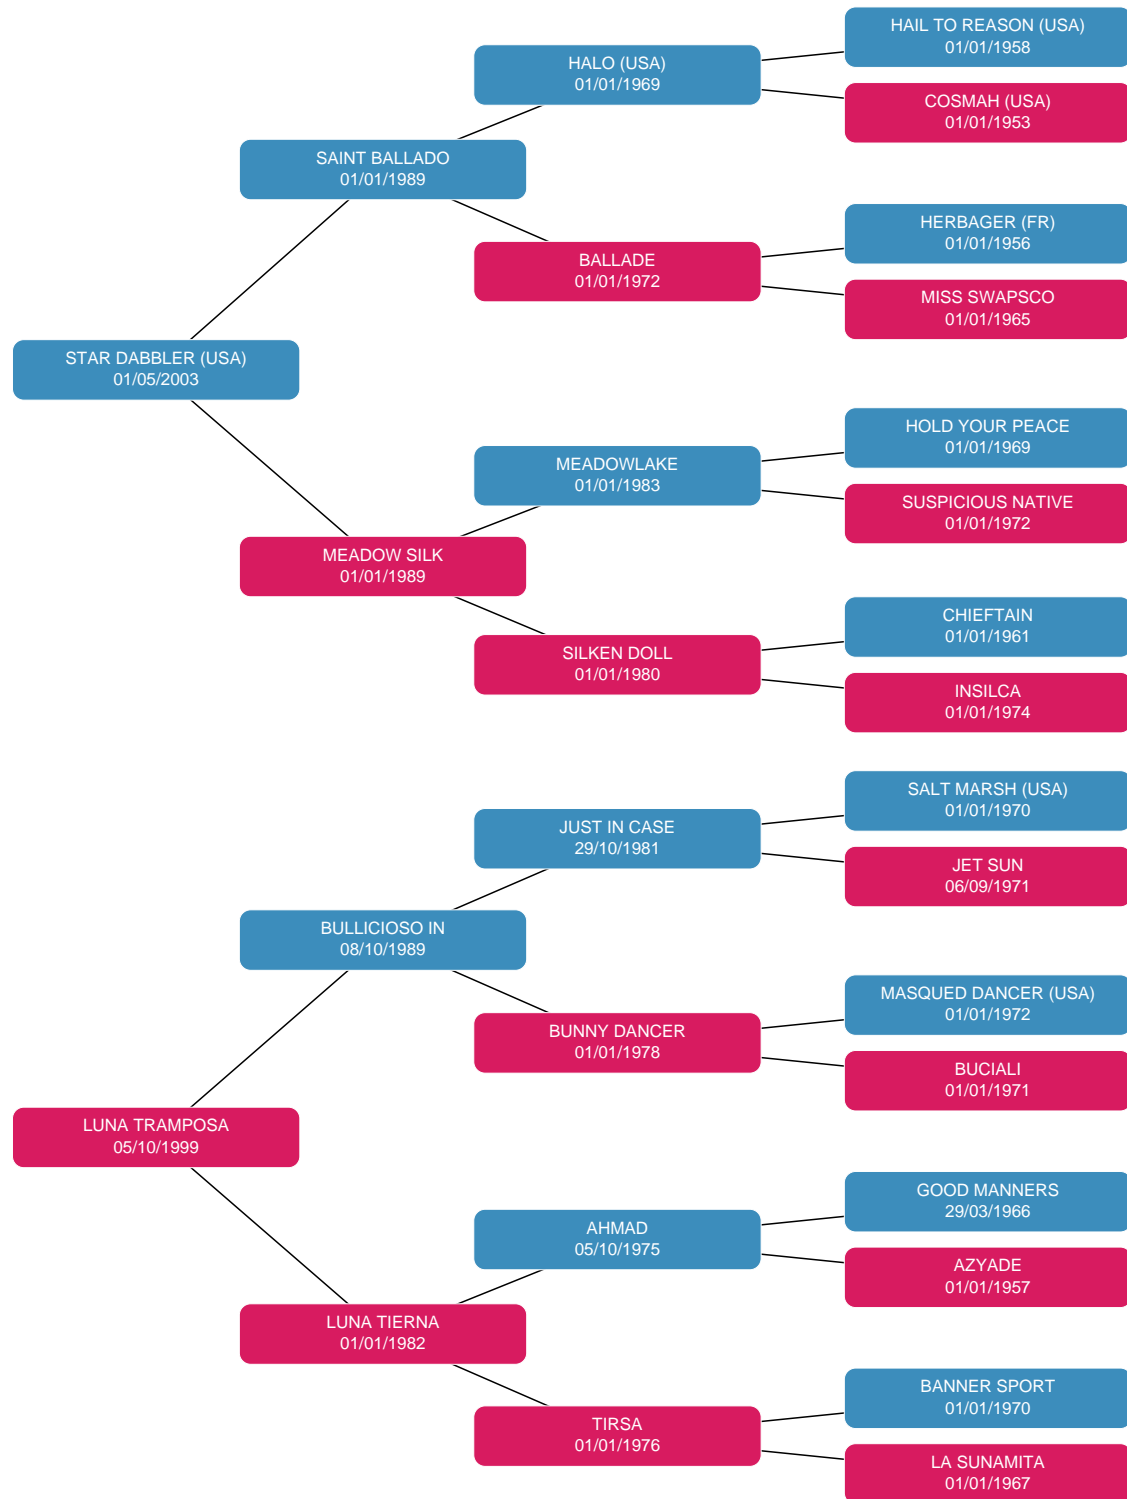 HAIL TO REASON (USA)
01/01/1958
HALO (USA)
01/01/1969
COSMAH (USA)
01/01/1953
SAINT BALLADO
01/01/1989
HERBAGER (FR)
01/01/1956
BALLADE
01/01/1972
MISS SWAPSCO
01/01/1965
STAR DABBLER (USA)
01/05/2003
HOLD YOUR PEACE
01/01/1969
MEADOWLAKE
01/01/1983
SUSPICIOUS NATIVE
01/01/1972
MEADOW SILK
01/01/1989
CHIEFTAIN
01/01/1961
SILKEN DOLL
01/01/1980
INSILCA
01/01/1974
SALT MARSH (USA)
01/01/1970
JUST IN CASE
29/10/1981
JET SUN
06/09/1971
BULLICIOSO IN
08/10/1989
MASQUED DANCER (USA)
01/01/1972
BUNNY DANCER
01/01/1978
BUCIALI
01/01/1971
LUNA TRAMPOSA
05/10/1999
GOOD MANNERS
29/03/1966
AHMAD
05/10/1975
AZYADE
01/01/1957
LUNA TIERNA
01/01/1982
BANNER SPORT
01/01/1970
TIRSA
01/01/1976
LA SUNAMITA
01/01/1967